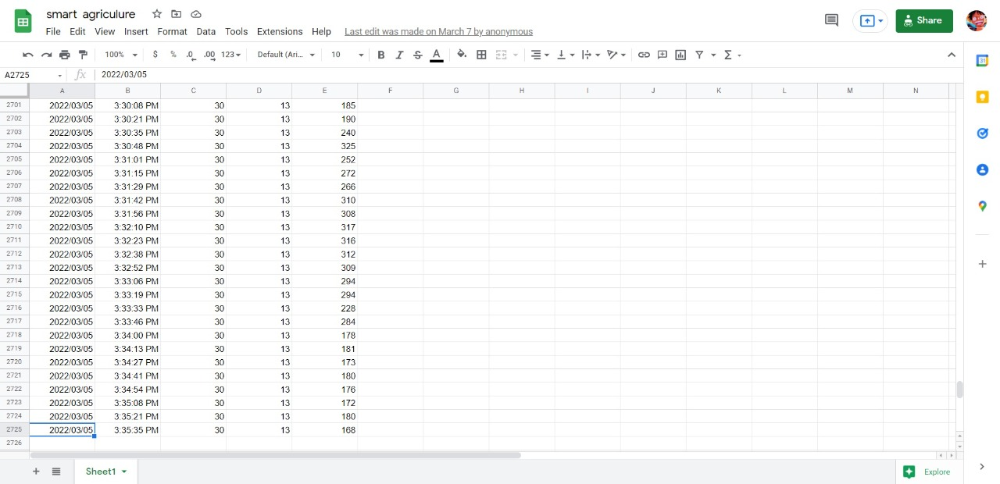 smart agriculure
File Edit View Insert Format Data Tools Extensions Help Last edit was made on March 7 by anonymous
Share
100% $ % .0 .00 123 Default (Ari... 10 B I S A Σ
31
A2725 fx 2022/03/05
A B C D E F G H I J K L M N
2701 2022/03/05 3:30:08 PM 30 13 185
2702 2022/03/05 3:30:21 PM 30 13 190
2703 2022/03/05 3:30:35 PM 30 13 240
2704 2022/03/05 3:30:48 PM 30 13 325
2705 2022/03/05 3:31:01 PM 30 13 252
2706 2022/03/05 3:31:15 PM 30 13 272
2707 2022/03/05 3:31:29 PM 30 13 266
2708 2022/03/05 3:31:42 PM 30 13 310
2709 2022/03/05 3:31:56 PM 30 13 308
2710 2022/03/05 3:32:10 PM 30 13 317
2711 2022/03/05 3:32:23 PM 30 13 316
2712 2022/03/05 3:32:38 PM 30 13 312
2713 2022/03/05 3:32:52 PM 30 13 309
2714 2022/03/05 3:33:06 PM 30 13 294
2715 2022/03/05 3:33:19 PM 30 13 294
2716 2022/03/05 3:33:33 PM 30 13 228
2717 2022/03/05 3:33:46 PM 30 13 284
2718 2022/03/05 3:34:00 PM 30 13 178
2719 2022/03/05 3:34:13 PM 30 13 181
2720 2022/03/05 3:34:27 PM 30 13 173
2721 2022/03/05 3:34:41 PM 30 13 180
2722 2022/03/05 3:34:54 PM 30 13 176
2723 2022/03/05 3:35:08 PM 30 13 172
2724 2022/03/05 3:35:21 PM 30 13 180
2725 2022/03/05 3:35:35 PM 30 13 168
2726
Sheet1
Explore